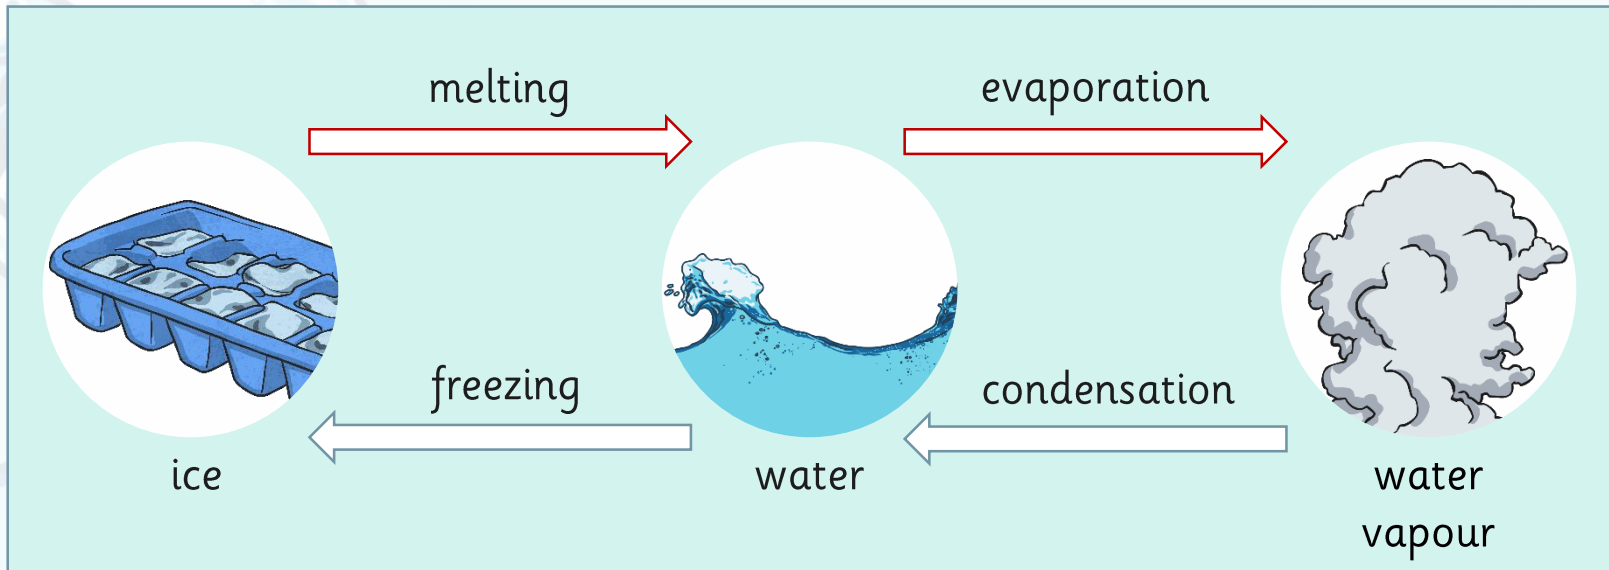 melting
evaporation
freezing
condensation
ice
water
water
vapour